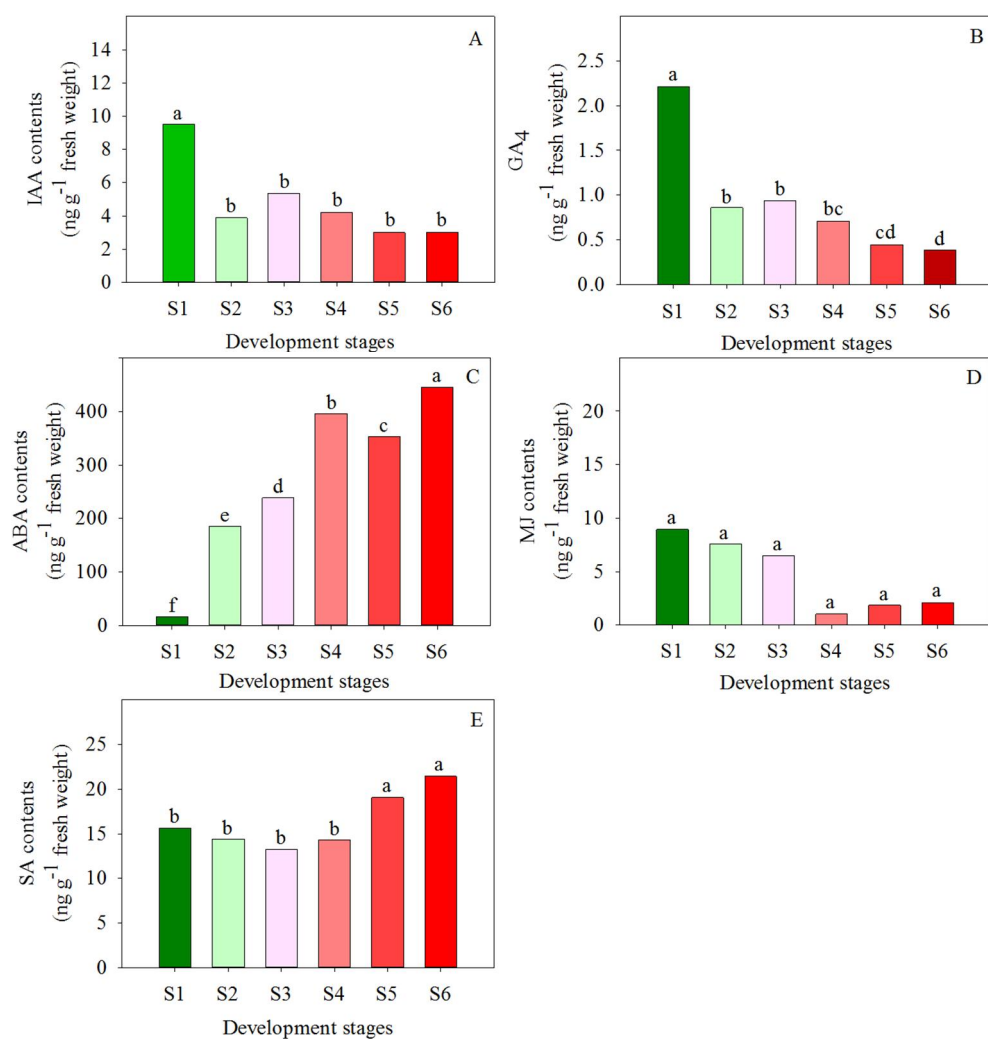 A
IAA contents
(ng g-1 fresh weight)
14
12
10
8
6
4
2
0
a
b
b
b
b
b
S1 S2 S3 S4 S5 S6
Development stages
B
GA4
(ng g-1 fresh weight)
2.5
2.0
1.5
1.0
0.5
0.0
a
b
b
bc
cd
d
S1 S2 S3 S4 S5 S6
Development stages
C
ABA contents
(ng g-1 fresh weight)
400
300
200
100
0
f
e
d
b
c
a
S1 S2 S3 S4 S5 S6
Development stages
D
MJ contents
(ng g-1 fresh weight)
20
15
10
5
0
a
a
a
a
a
a
S1 S2 S3 S4 S5 S6
Development stages
E
SA contents
(ng g-1 fresh weight)
25
20
15
10
5
0
b
b
b
b
a
a
S1 S2 S3 S4 S5 S6
Development stages